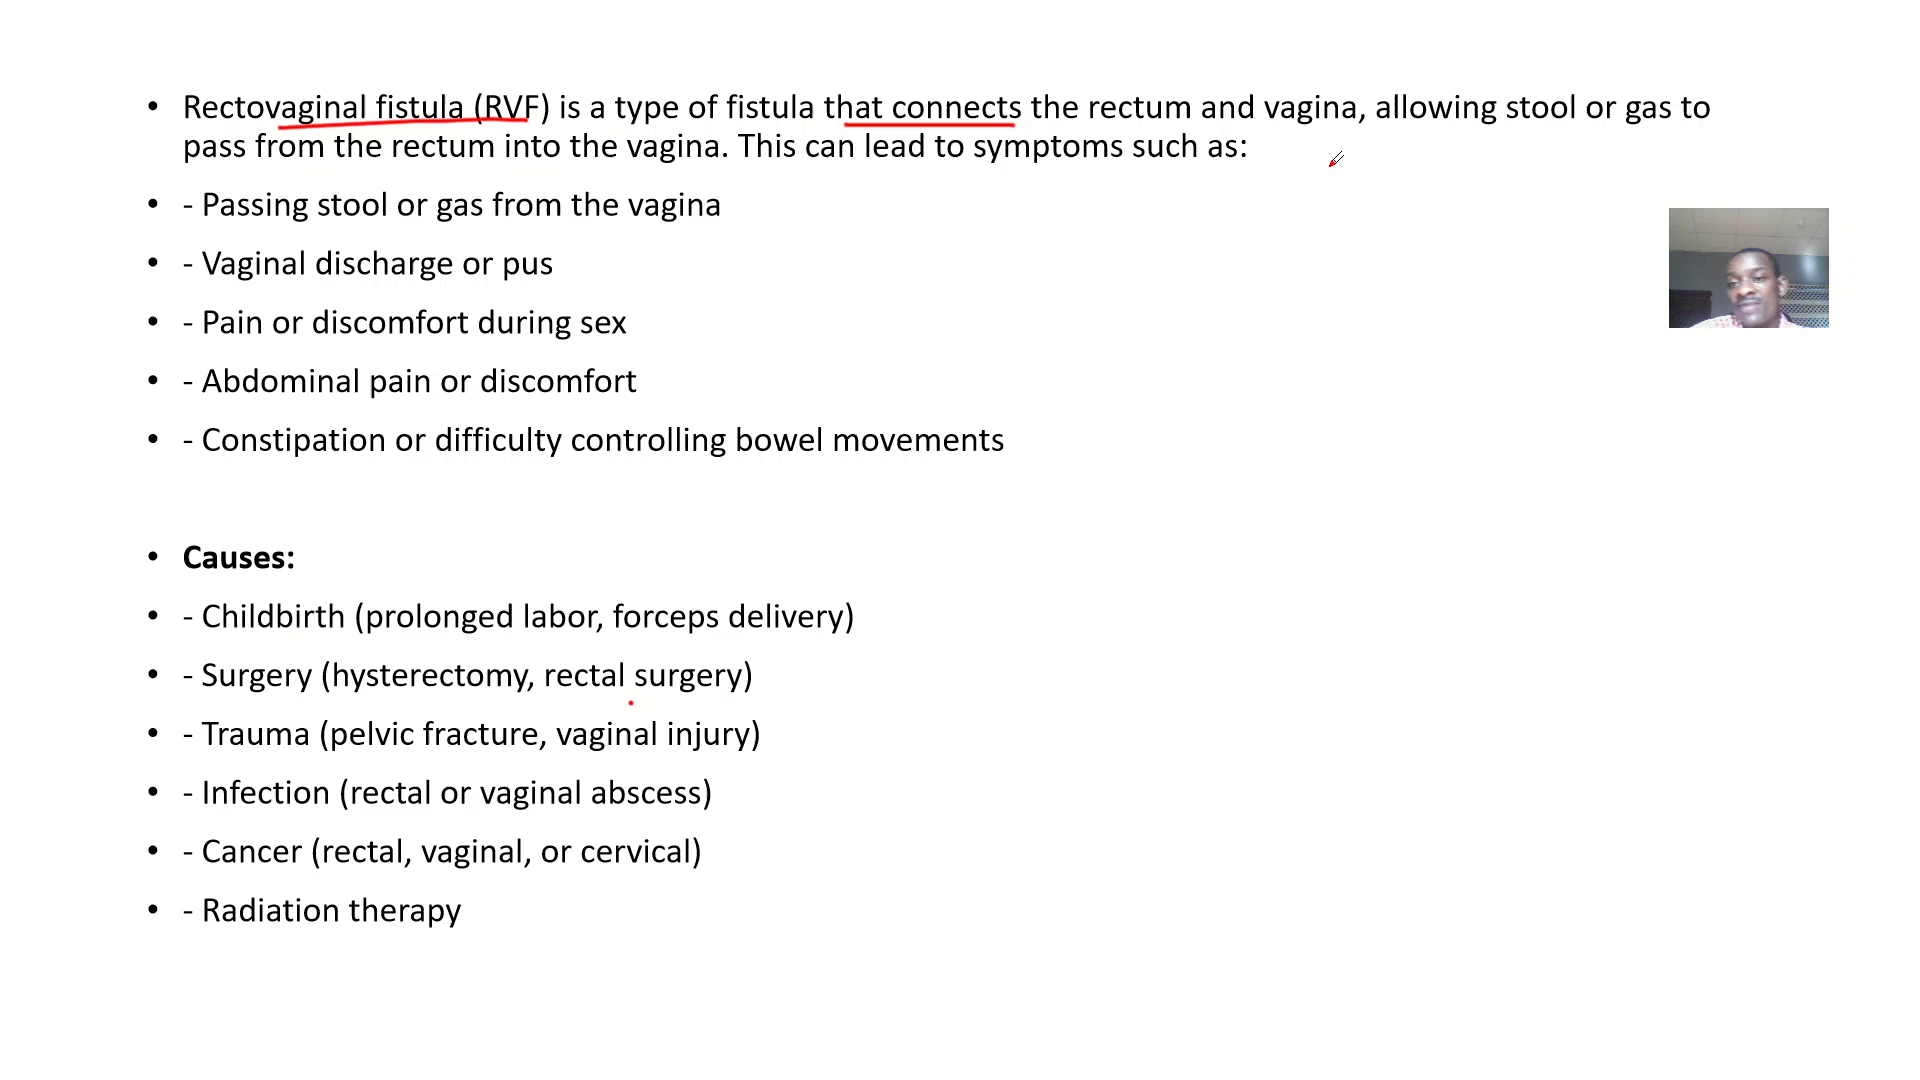 • Rectovaginal fistula (RVF) is a type of fistula that connects the rectum and vagina, allowing stool or gas to
pass from the rectum into the vagina. This can lead to symptoms such as:
• - Passing stool or gas from the vagina
• - Vaginal discharge or pus
• - Pain or discomfort during sex
• - Abdominal pain or discomfort
• - Constipation or difficulty controlling bowel movements
• Causes:
• - Childbirth (prolonged labor, forceps delivery)
• - Surgery (hysterectomy, rectal surgery)
• - Trauma (pelvic fracture, vaginal injury)
• - Infection (rectal or vaginal abscess)
• - Cancer (rectal, vaginal, or cervical)
• - Radiation therapy